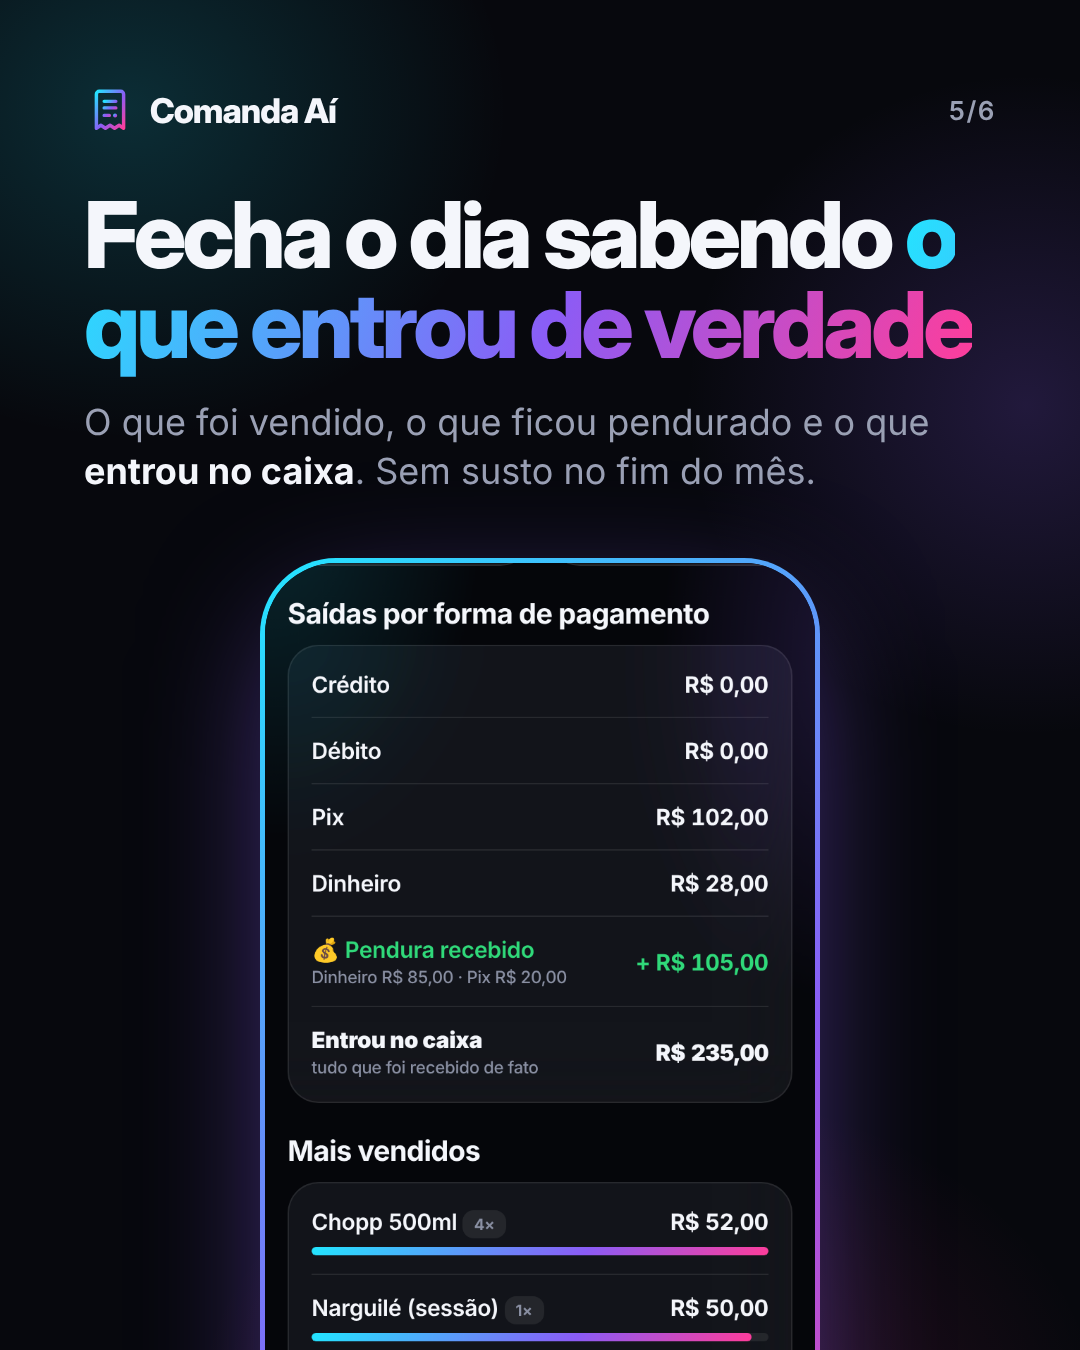 Comanda Aí
5/6
Fecha o dia sabendo o
que entrou de verdade
O que foi vendido, o que ficou pendurado e o que
entrou no caixa. Sem susto no fim do mês.
Saídas por forma de pagamento
Crédito R$ 0,00
Débito R$ 0,00
Pix R$ 102,00
Dinheiro R$ 28,00
💰 Pendura recebido + R$ 105,00
Dinheiro R$ 85,00 · Pix R$ 20,00
Entrou no caixa R$ 235,00
tudo que foi recebido de fato
Mais vendidos
Chopp 500ml 4× R$ 52,00
Narguilé (sessão) 1× R$ 50,00